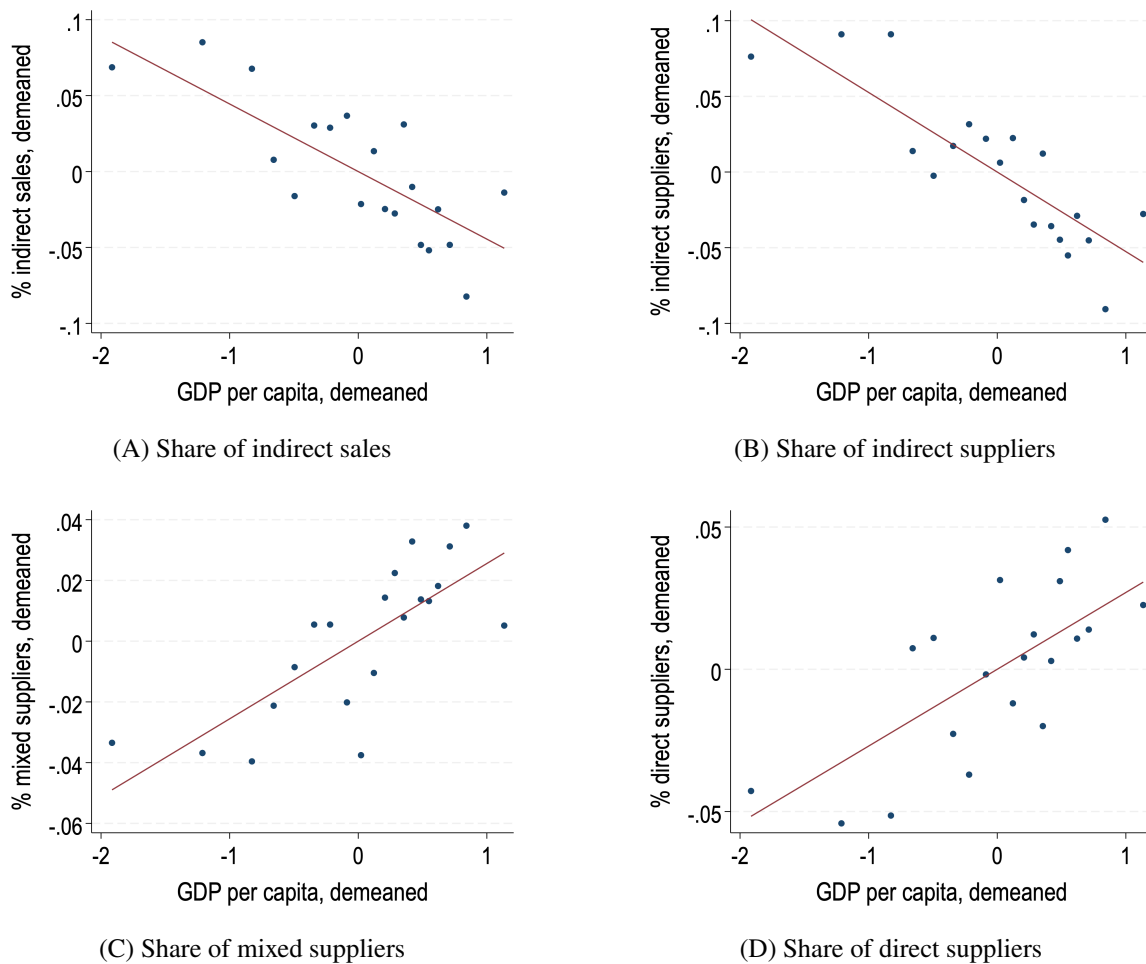 % indirect sales, demeaned
.1
.05
0
-.05
-.1
-2 -1 0 1
GDP per capita, demeaned
(A) Share of indirect sales
% indirect suppliers, demeaned
.1
.05
0
-.05
-.1
-2 -1 0 1
GDP per capita, demeaned
(B) Share of indirect suppliers
% mixed suppliers, demeaned
.04
.02
0
-.02
-.04
-.06
-2 -1 0 1
GDP per capita, demeaned
(C) Share of mixed suppliers
% direct suppliers, demeaned
.05
0
-.05
-2 -1 0 1
GDP per capita, demeaned
(D) Share of direct suppliers